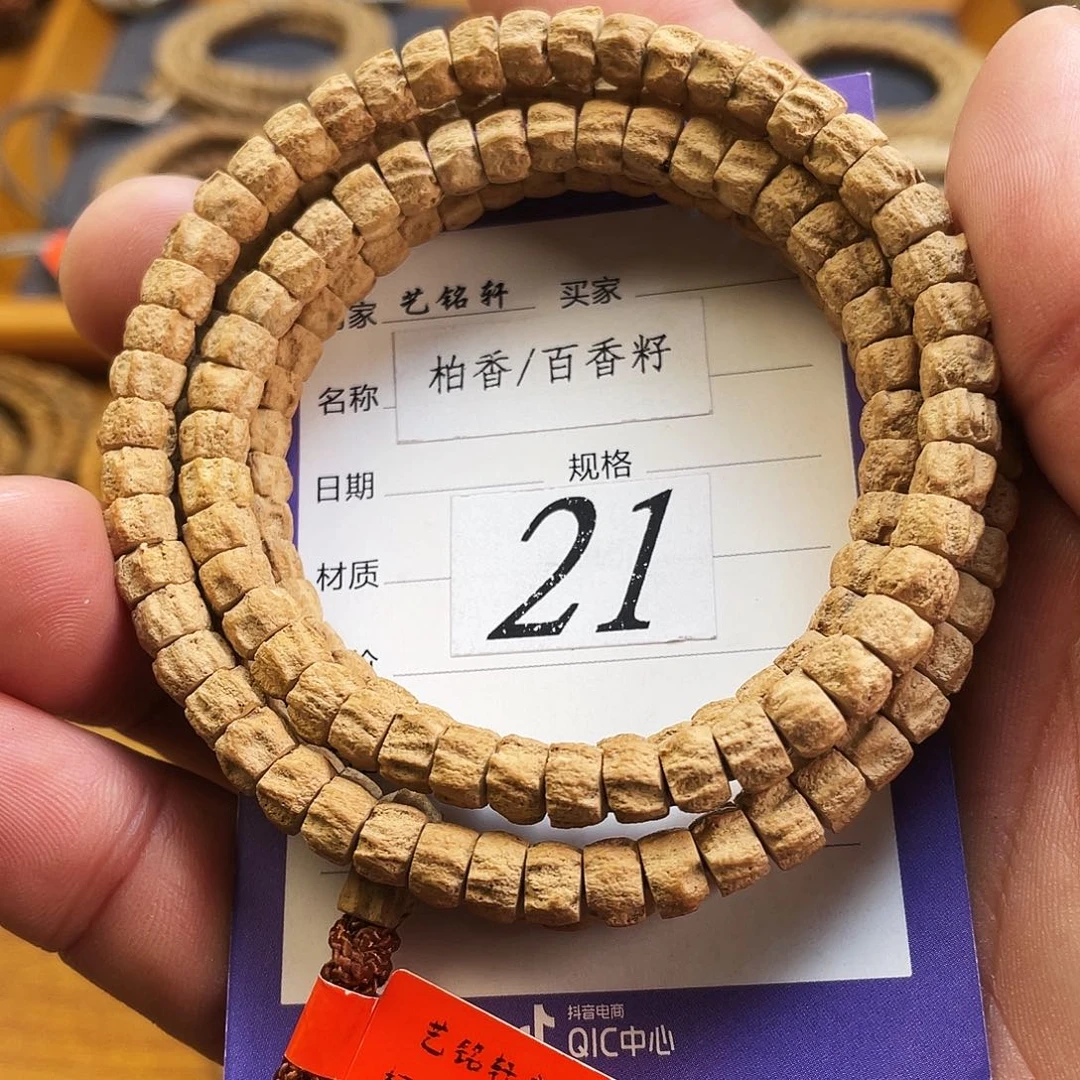 家 艺铭轩 买家
名称 柏香/百香籽
日期 规格
21
材质
抖音电商
QIC中心
艺铭轩